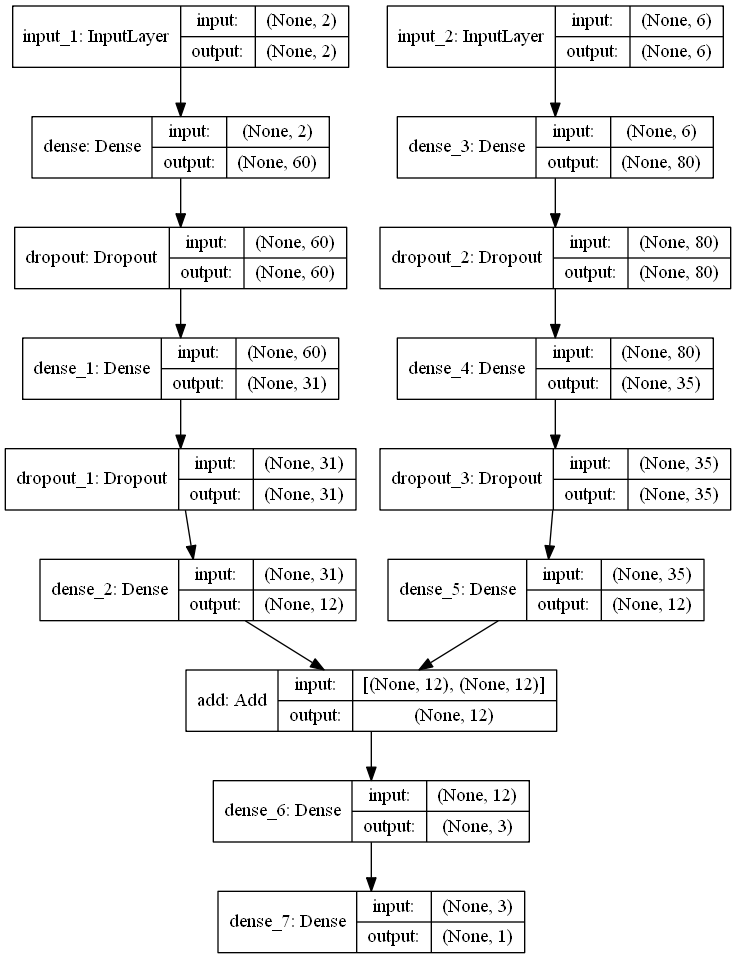 input_1: InputLayer input: (None, 2)
output: (None, 2)
input_2: InputLayer input: (None, 6)
output: (None, 6)
dense: Dense input: (None, 2)
output: (None, 60)
dense_3: Dense input: (None, 6)
output: (None, 80)
dropout: Dropout input: (None, 60)
output: (None, 60)
dropout_2: Dropout input: (None, 80)
output: (None, 80)
dense_1: Dense input: (None, 60)
output: (None, 31)
dense_4: Dense input: (None, 80)
output: (None, 35)
dropout_1: Dropout input: (None, 31)
output: (None, 31)
dropout_3: Dropout input: (None, 35)
output: (None, 35)
dense_2: Dense input: (None, 31)
output: (None, 12)
dense_5: Dense input: (None, 35)
output: (None, 12)
add: Add input: [(None, 12), (None, 12)]
output: (None, 12)
dense_6: Dense input: (None, 12)
output: (None, 3)
dense_7: Dense input: (None, 3)
output: (None, 1)